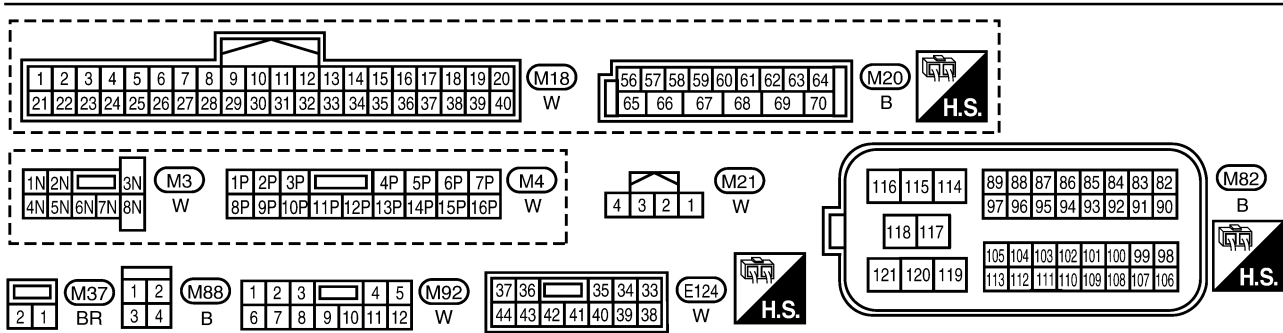 1 2 3 4 5 6 7 8 9 10 11 12 13 14 15 16 17 18 19 20
21 22 23 24 25 26 27 28 29 30 31 32 33 34 35 36 37 38 39 40
M18
W
56 57 58 59 60 61 62 63 64
65 66 67 68 69 70
M20
B
H.S.
1N 2N 3N
4N 5N 6N 7N 8N
M3
W
1P 2P 3P 4P 5P 6P 7P
8P 9P 10P 11P 12P 13P 14P 15P 16P
M4
W
4 3 2 1
M21
W
116 115 114
118 117
121 120 119
89 88 87 86 85 84 83 82
97 96 95 94 93 92 91 90
105 104 103 102 101 100 99 98
113 112 111 110 109 108 107 106
M82
B
H.S.
2 1
M37
BR
1 2
3 4
M88
B
1 2 3 4 5
6 7 8 9 10 11 12
M92
W
37 36 35 34 33
44 43 42 41 40 39 38
E124
W
H.S.